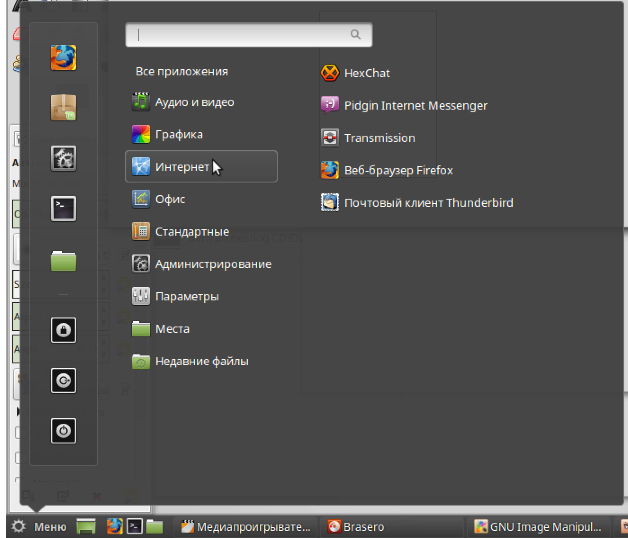 Все приложения
Аудио и видео
Графика
Интернет
Офис
Стандартные
Администрирование
Параметры
Места
Недавние файлы
HexChat
Pidgin Internet Messenger
Transmission
Веб-браузер Firefox
Почтовый клиент Thunderbird
Меню
Медиапроигрывате...
Brasero
GNU Image Manipul...